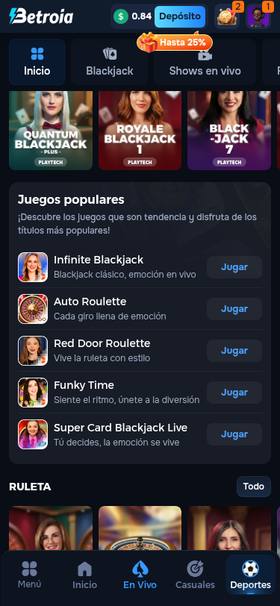 Betroia
$ 0.84 Depósito
2
1
Hasta 25%
Inicio
Blackjack
Shows en vivo
QUANTUM
BLACKJACK
- PLUS -
PLAYTECH
ROYALE
BLACKJACK
1
PLAYTECH
BLACK
-JACK
7
PLAYTECH
Juegos populares
¡Descubre los juegos que son tendencia y disfruta de los
títulos más populares!
Infinite Blackjack
Blackjack clásico, emoción en vivo
Jugar
Auto Roulette
Cada giro llena de emoción
Jugar
Red Door Roulette
Vive la ruleta con estilo
Jugar
Funky Time
Siente el ritmo, únete a la diversión
Jugar
Super Card Blackjack Live
Tú decides, la emoción se vive
Jugar
RULETA
Todo
Menú
Inicio
En Vivo
Casuales
Deportes